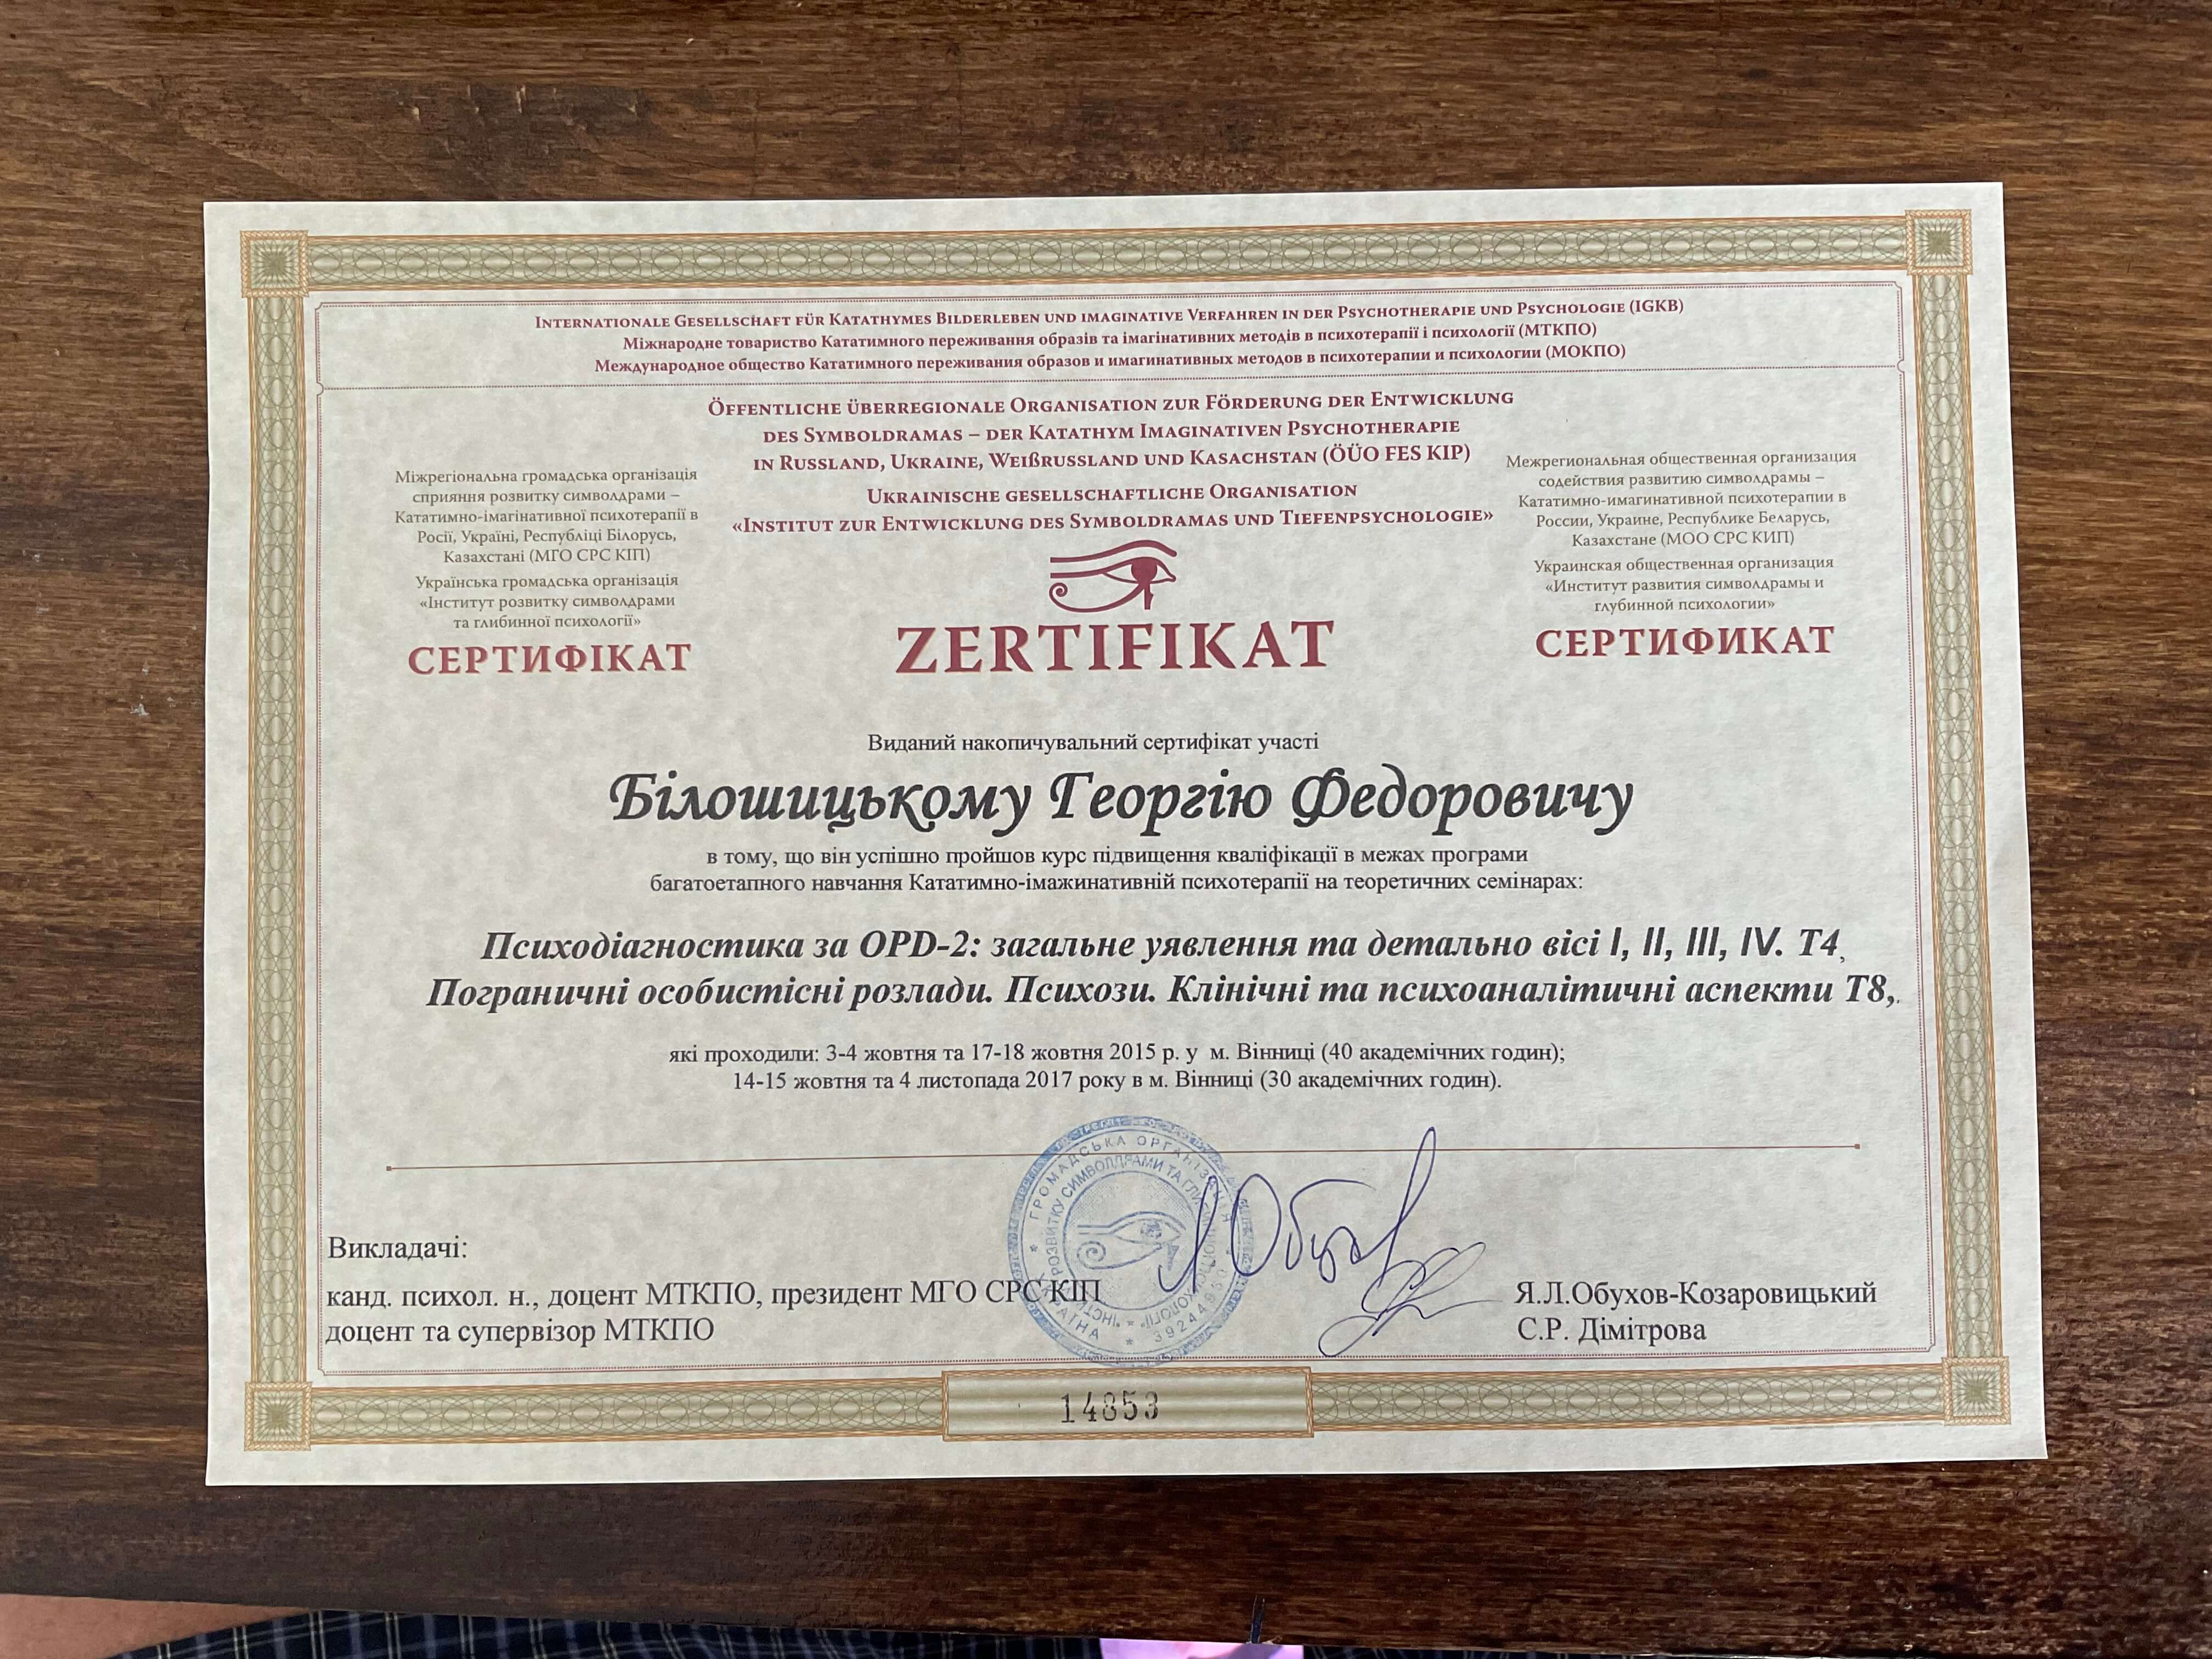 Internationale Gesellschaft für Katathymes Bilderleben und imaginative Verfahren in der Psychotherapie und Psychologie (IGKB)
Міжнародне товариство Кататимного переживання образів та імагінативних методів в психотерапії і психології (МТКПО)
Международное общество Кататимного переживания образов и имагинативных методов в психотерапии и психологии (МОКПО)
Öffentliche überregionale Organisation zur Förderung der Entwicklung
des Symboldramas – der Katathym Imaginativen Psychotherapie
in Russland, Ukraine, Weißrussland und Kasachstan (ÖÜO FES KIP)
Ukrainische gesellschaftliche Organisation
«Institut zur Entwicklung des Symboldramas und Tiefenpsychologie»
Міжрегіональна громадська організація
сприяння розвитку символдрами –
Кататимно-імагінативної психотерапії в
Росії, Україні, Республіці Білорусь,
Казахстані (МГО СРС КІП)
Українська громадська організація
«Інститут розвитку символдрами
та глибинної психології»
СЕРТИФІКАТ
ZERTIFIKAT
Межрегиональная общественная организация
содействия развитию символдрамы –
Кататимно-имагинативной психотерапии в
России, Украине, Республике Беларусь,
Казахстане (МОО СРС КИП)
Украинская общественная организация
«Институт развития символдрамы и
глубинной психологии»
СЕРТИФИКАТ
Виданий накопичувальний сертифікат участі
Білошицькому Георгію Федоровичу
в тому, що він успішно пройшов курс підвищення кваліфікації в межах програми
багатоетапного навчання Кататимно-імажинативній психотерапії на теоретичних семінарах:
Психодіагностика за OPD-2: загальне уявлення та детально вісі I, II, III, IV. Т4,
Пограничні особистісні розлади. Психози. Клінічні та психоаналітичні аспекти Т8,.
які проходили: 3-4 жовтня та 17-18 жовтня 2015 р. у м. Вінниці (40 академічних годин);
14-15 жовтня та 4 листопада 2017 року в м. Вінниці (30 академічних годин).
ГРОМАДСЬКА ОРГАНІЗАЦІЯ
РОЗВИТКУ СИМВОЛДРАМИ ТА
УКРАЇНА * 39244950
Викладачі:
канд. психол. н., доцент МТКПО, президент МГО СРС КІП
Я.Л.Обухов-Козаровицький
доцент та супервізор МТКПО
С.Р. Дімітрова
14853